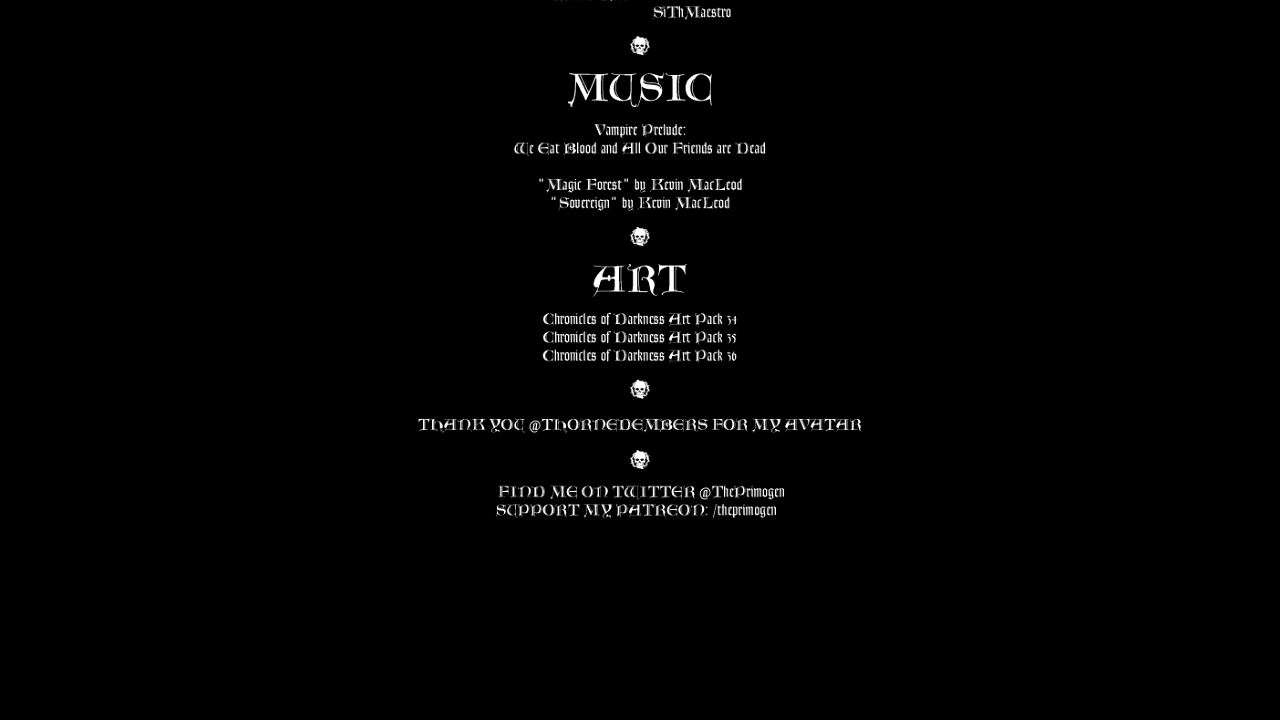 SiThMaestro
MUSIC
Vampire Prelude:
We Eat Blood and All Our Friends are Dead
"Magic Forest" by Kevin MacLeod
"Sovereign" by Kevin MacLeod
ART
Chronicles of Darkness Art Pack 34
Chronicles of Darkness Art Pack 35
Chronicles of Darkness Art Pack 36
THANK YOU @THORNEDEMBERS FOR MY AVATAR
FIND ME ON TWITTER @ThePrimogen
SUPPORT MY PATREON: /theprimogen